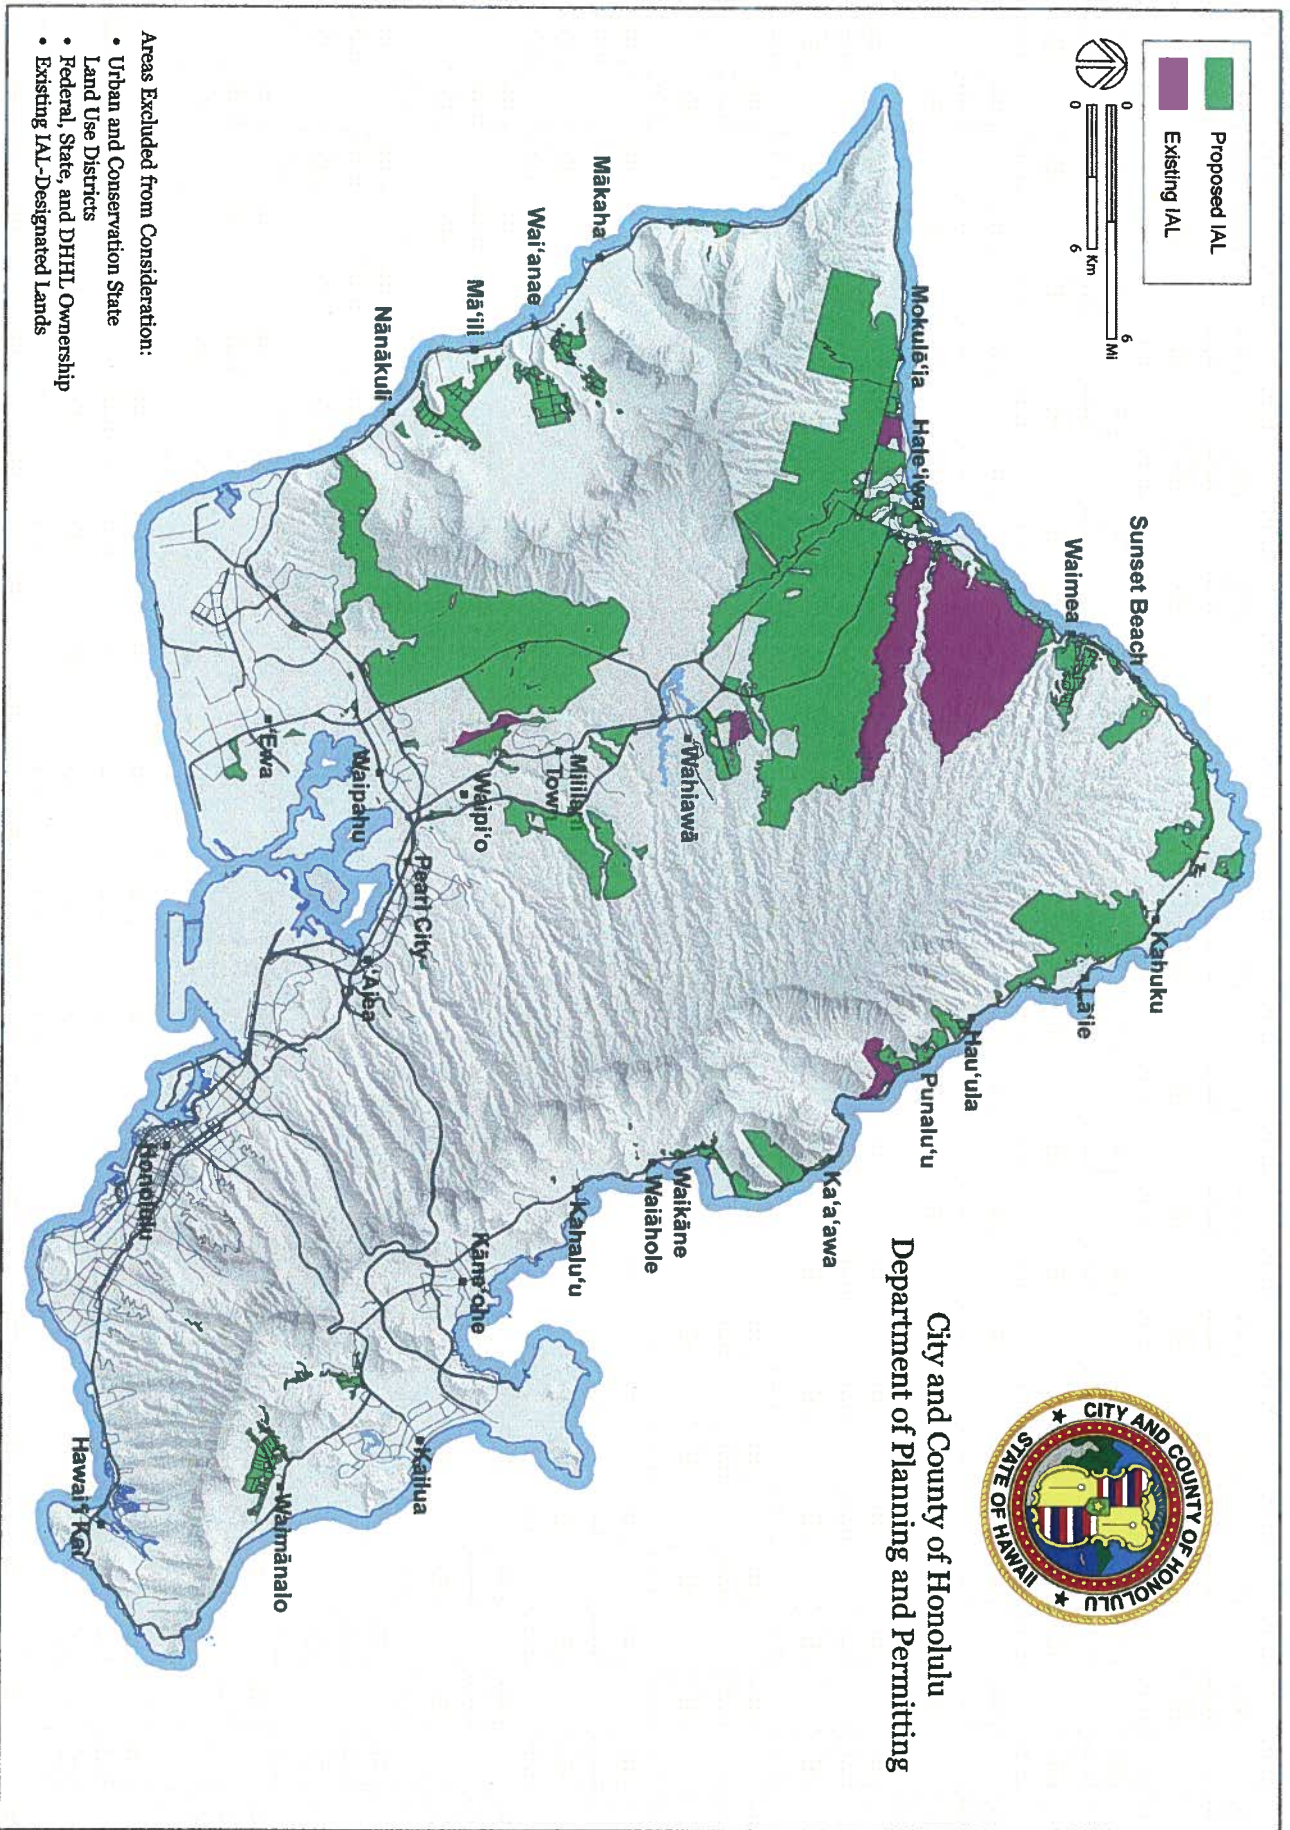 Proposed IAL
Existing IAL
0 6 Mi
0 6 Km
CITY AND COUNTY OF HONOLULU
STATE OF HAWAII
City and County of Honolulu
Department of Planning and Permitting
Sunset Beach
Waimea
Kahuku
Lā‘ie
Hau‘ula
Punalu‘u
Ka‘a‘awa
Mokulē‘ia
Hale‘iwa
Wahiawā
Waikāne
Waiāhole
Kahalu‘u
Mākaha
Wai‘anae
Mā‘ili
Nānākuli
Mililani
Town
Waipi‘o
Pearl City
Waipahu
‘Aiea
‘Ewa
Kāne‘ohe
Kailua
Waimānalo
Honolulu
Hawai‘i Kai
Areas Excluded from Consideration:
• Urban and Conservation State
Land Use Districts
• Federal, State, and DHHL Ownership
• Existing IAL-Designated Lands